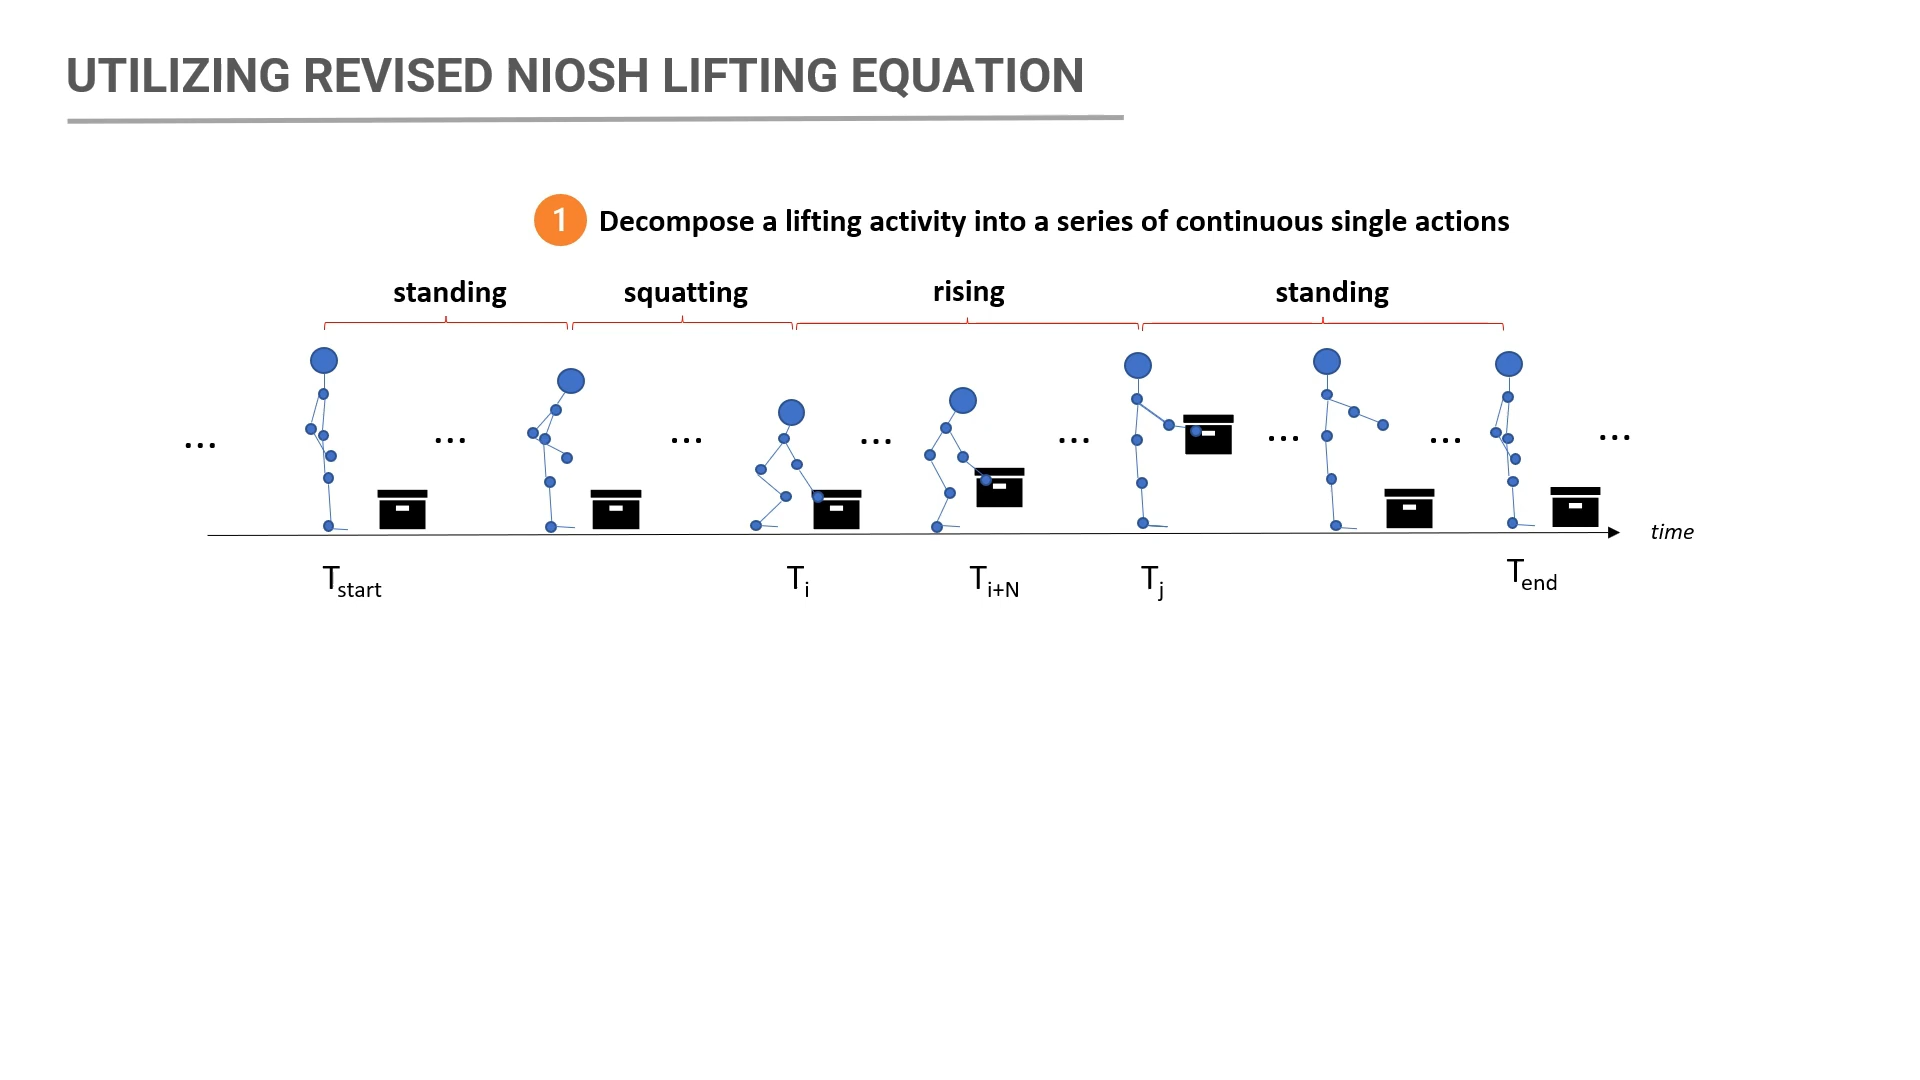 UTILIZING REVISED NIOSH LIFTING EQUATION
1 Decompose a lifting activity into a series of continuous single actions
standing squatting rising standing
... ... ... ... ... ... ... ...
time
Tstart Ti Ti+N Tj Tend